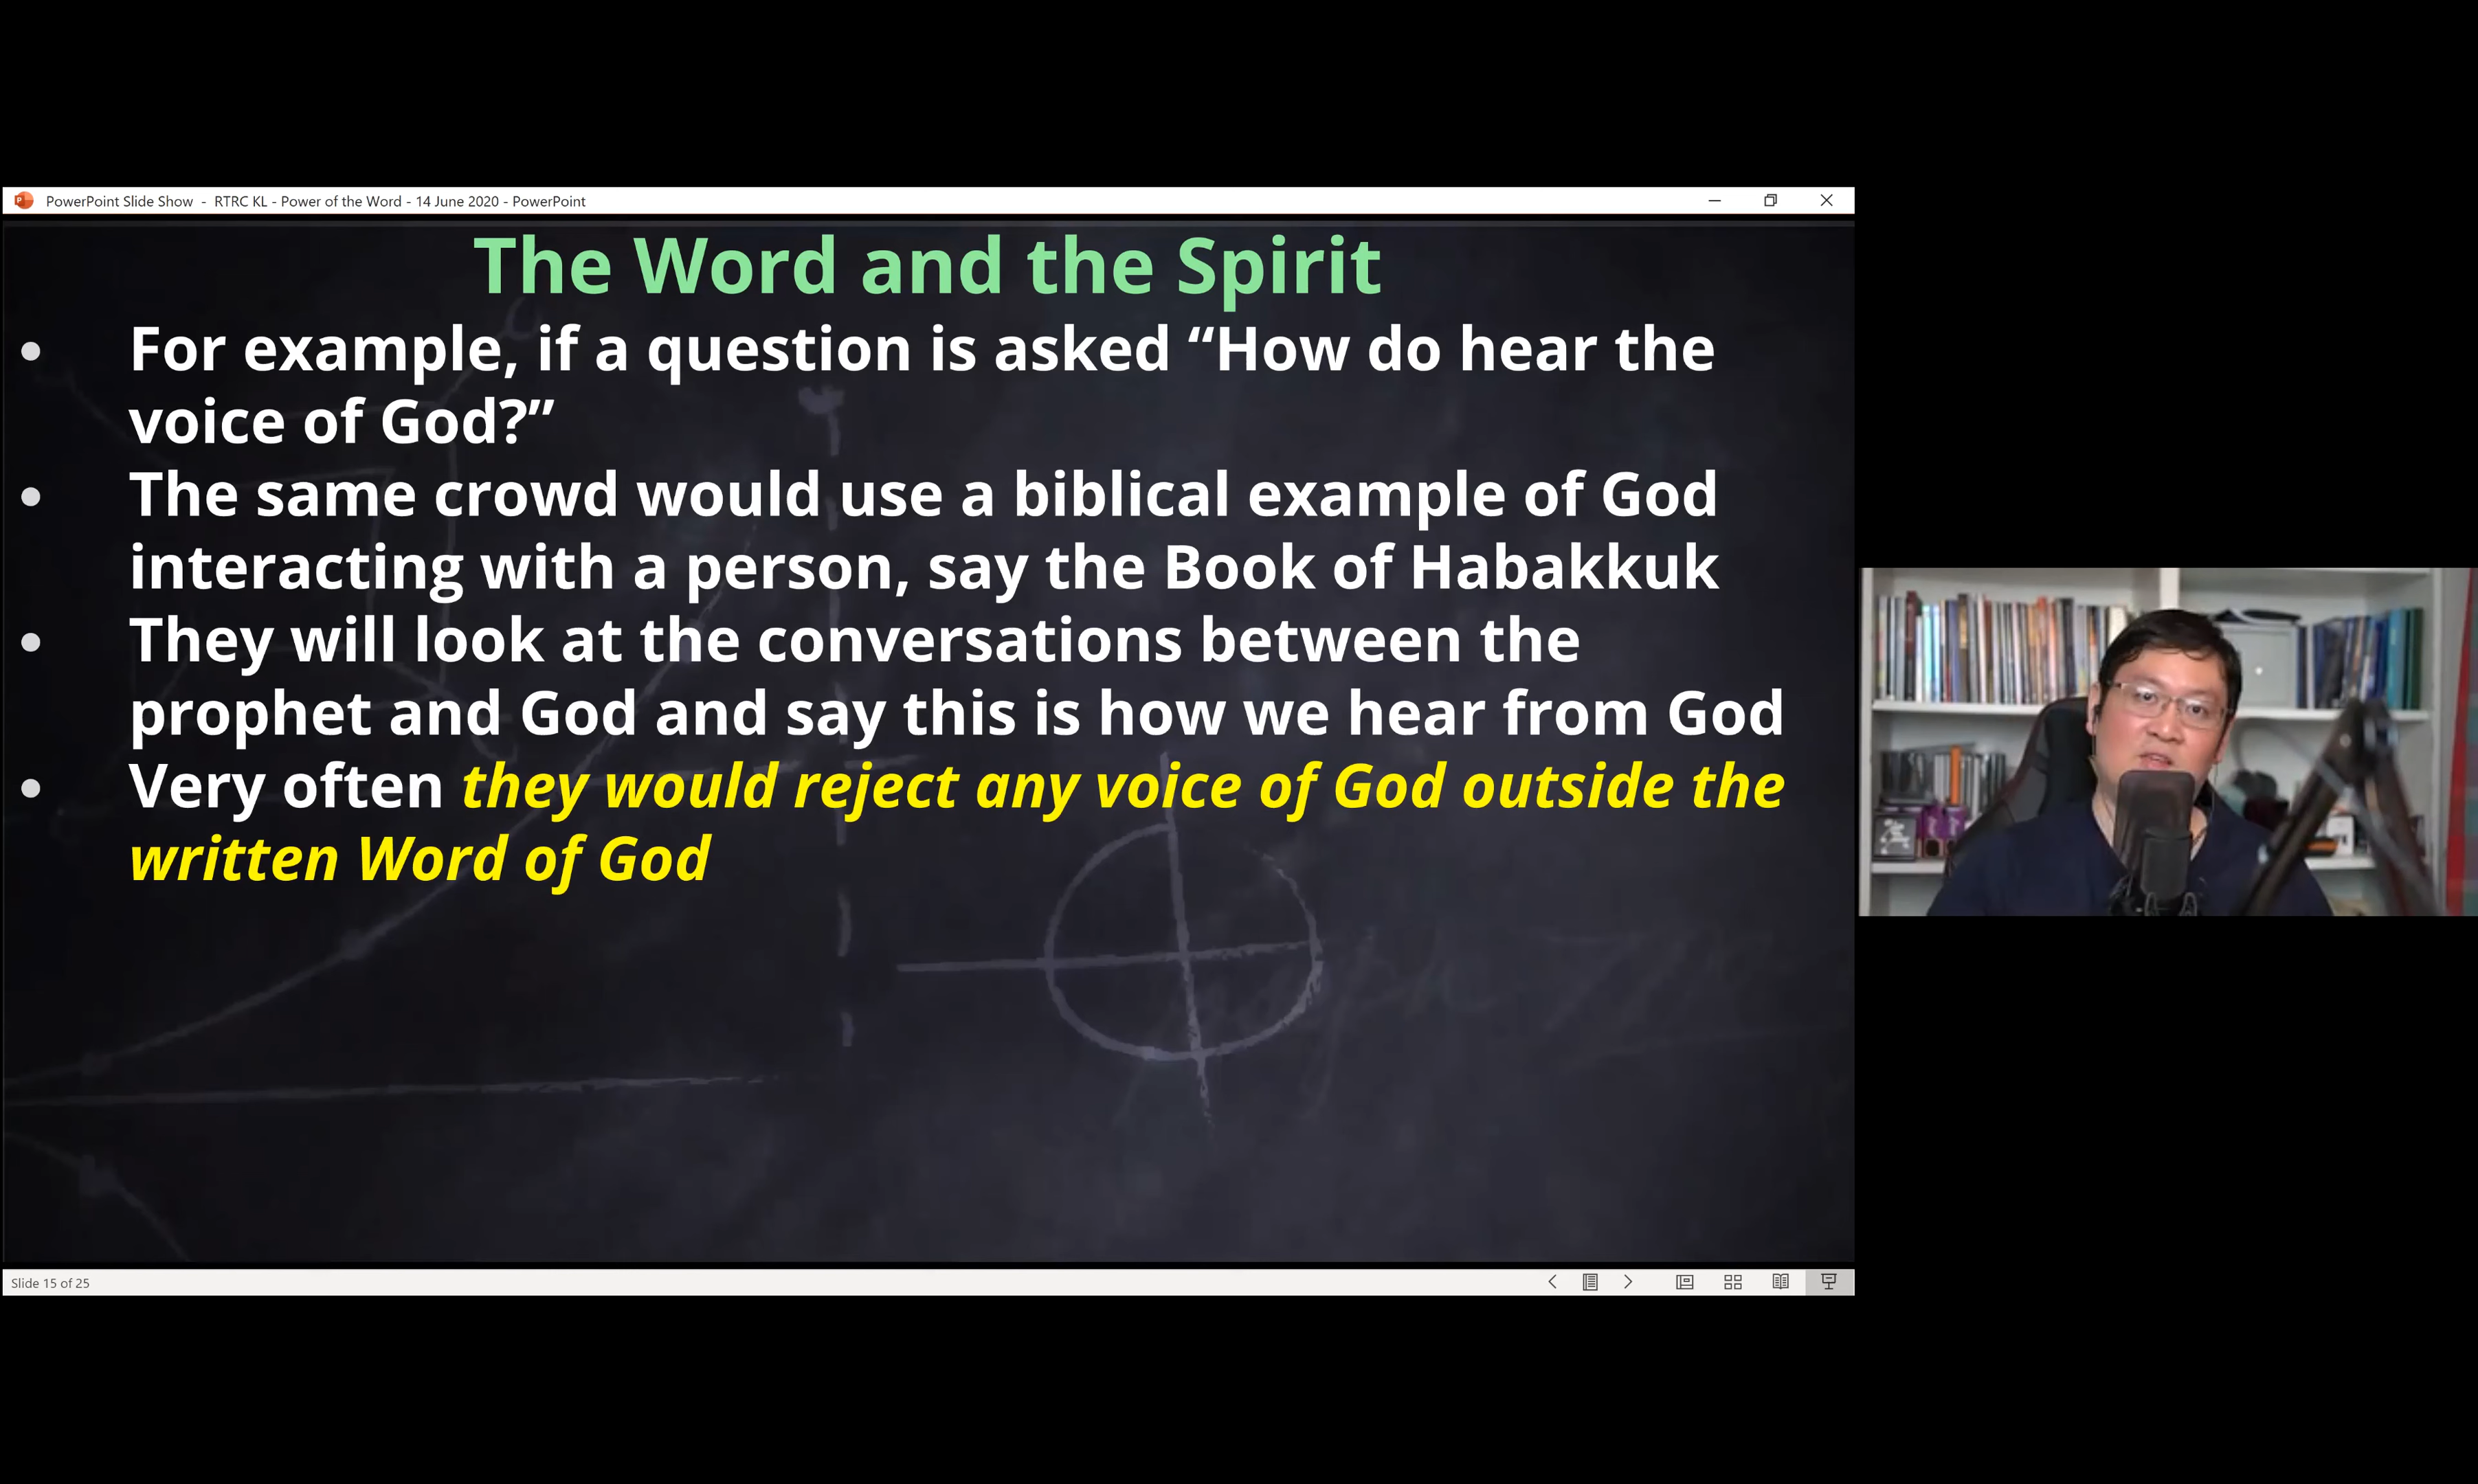 PowerPoint Slide Show - RTRC KL - Power of the Word - 14 June 2020 - PowerPoint
The Word and the Spirit
• For example, if a question is asked “How do hear the
voice of God?”
• The same crowd would use a biblical example of God
interacting with a person, say the Book of Habakkuk
• They will look at the conversations between the
prophet and God and say this is how we hear from God
• Very often they would reject any voice of God outside the
written Word of God
Slide 15 of 25